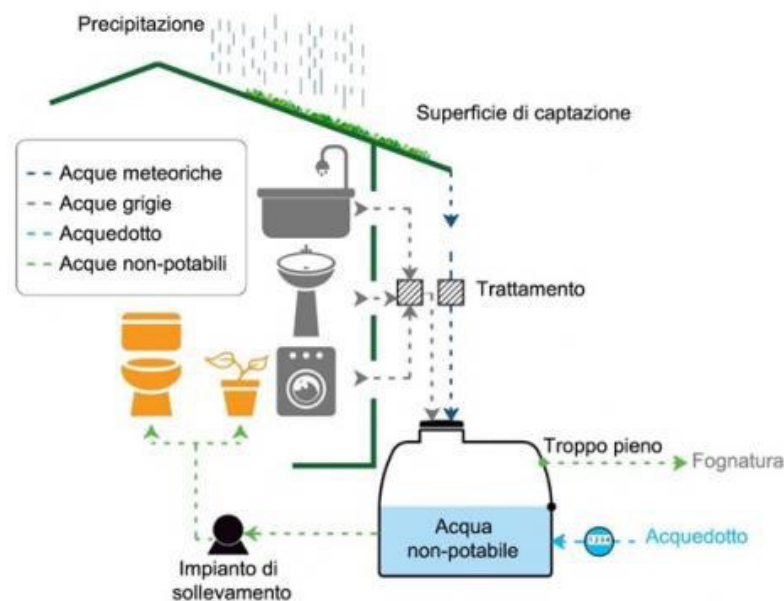 Precipitazione
Superficie di captazione
Acque meteoriche
Acque grigie
Acquedotto
Acque non-potabili
Trattamento
Troppo pieno
Fognatura
Acqua
non-potabile
Acquedotto
Impianto di
sollevamento